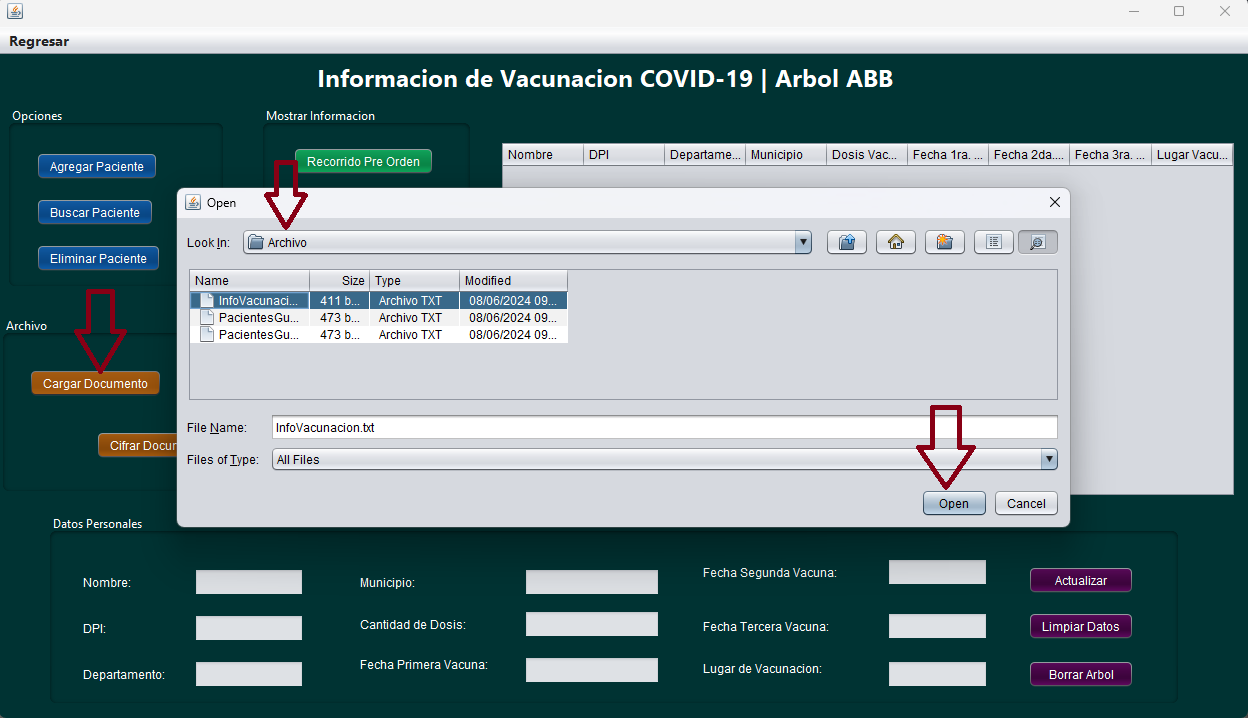 Regresar
Informacion de Vacunacion COVID-19 | Arbol ABB
Opciones
Agregar Paciente
Buscar Paciente
Eliminar Paciente
Mostrar Informacion
Recorrido Pre Orden
Nombre DPI Departame... Municipio Dosis Vac... Fecha 1ra. ... Fecha 2da.... Fecha 3ra. ... Lugar Vacu...
Archivo
Cargar Documento
Cifrar Docur
Open
Look In: Archivo
Name Size Type Modified
InfoVacunaci... 411 b... Archivo TXT 08/06/2024 09...
PacientesGu... 473 b... Archivo TXT 08/06/2024 09...
PacientesGu... 473 b... Archivo TXT 08/06/2024 09...
File Name: InfoVacunacion.txt
Files of Type: All Files
Open Cancel
Datos Personales
Nombre:
DPI:
Departamento:
Municipio:
Cantidad de Dosis:
Fecha Primera Vacuna:
Fecha Segunda Vacuna:
Fecha Tercera Vacuna:
Lugar de Vacunacion:
Actualizar
Limpiar Datos
Borrar Arbol